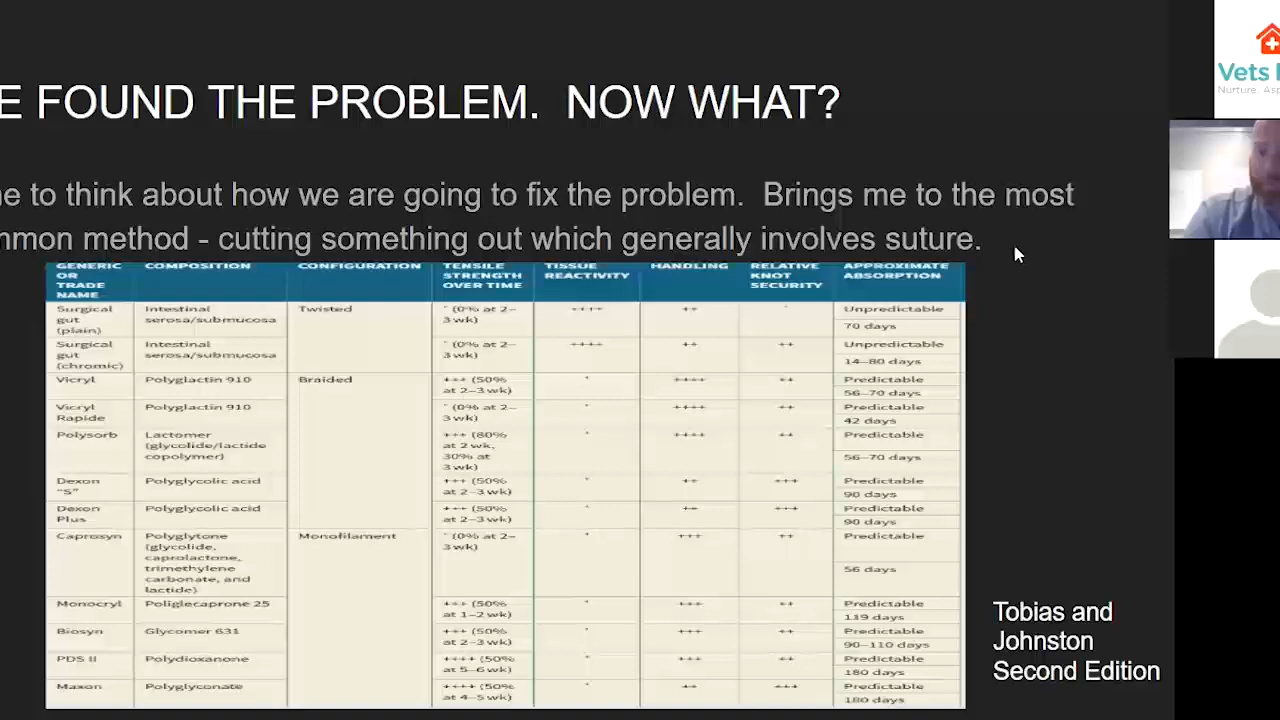 E FOUND THE PROBLEM. NOW WHAT?
ne to think about how we are going to fix the problem. Brings me to the most
mmon method - cutting something out which generally involves suture.
GENERIC OR TRADE NAME COMPOSITION CONFIGURATION TENSILE STRENGTH OVER TIME TISSUE REACTIVITY HANDLING RELATIVE KNOT SECURITY APPROXIMATE ABSORPTION
Surgical gut (plain) Intestinal serosa/submucosa Twisted + (0% at 2–3 wk) ++++ ++ + Unpredictable 70 days
Surgical gut (chromic) Intestinal serosa/submucosa + (0% at 2–3 wk) ++++ ++ ++ Unpredictable 14–80 days
Vicryl Polyglactin 910 Braided +++ (50% at 2–3 wk) + ++++ ++ Predictable 56–70 days
Vicryl Rapide Polyglactin 910 + (0% at 2–3 wk) + ++++ ++ Predictable 42 days
Polysorb Lactomer (glycolide/lactide copolymer) +++ (80% at 2 wk, 30% at 3 wk) + ++++ ++ Predictable 56–70 days
Dexon "S" Polyglycolic acid +++ (50% at 2–3 wk) + ++ +++ Predictable 90 days
Dexon Plus Polyglycolic acid +++ (50% at 2–3 wk) + ++ +++ Predictable 90 days
Caprosyn Polyglytone (glycolide, caprolactone, trimethylene carbonate, and lactide) Monofilament + (0% at 2–3 wk) + +++ ++ Predictable 56 days
Monocryl Poliglecaprone 25 +++ (50% at 1–2 wk) + +++ ++ Predictable 119 days
Biosyn Glycomer 631 +++ (50% at 2–3 wk) + +++ ++ Predictable 90–110 days
PDS II Polydioxanone ++++ (50% at 5–6 wk) + +++ ++ Predictable 180 days
Maxon Polyglyconate ++++ (50% at 4–5 wk) + ++ +++ Predictable 180 days
Tobias and
Johnston
Second Edition
Vets
Nurture. Asp